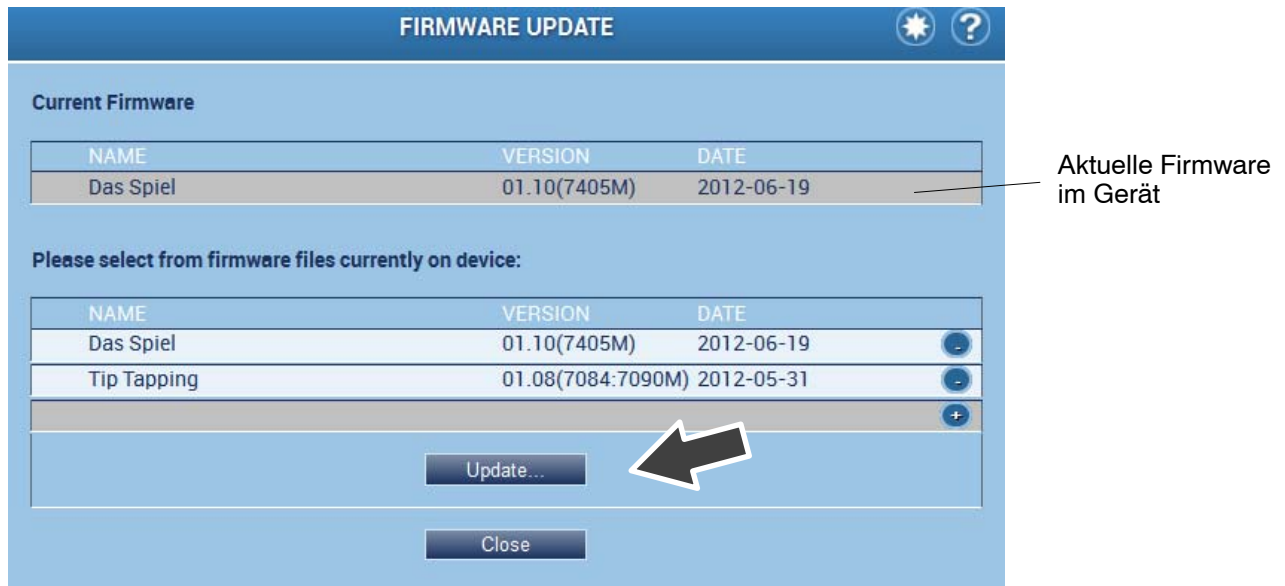 FIRMWARE UPDATE
?
Current Firmware
NAME VERSION DATE
Das Spiel 01.10(7405M) 2012-06-19
Aktuelle Firmware
im Gerät
Please select from firmware files currently on device:
NAME VERSION DATE
Das Spiel 01.10(7405M) 2012-06-19 -
Tip Tapping 01.08(7084:7090M) 2012-05-31 -
+
Update...
Close